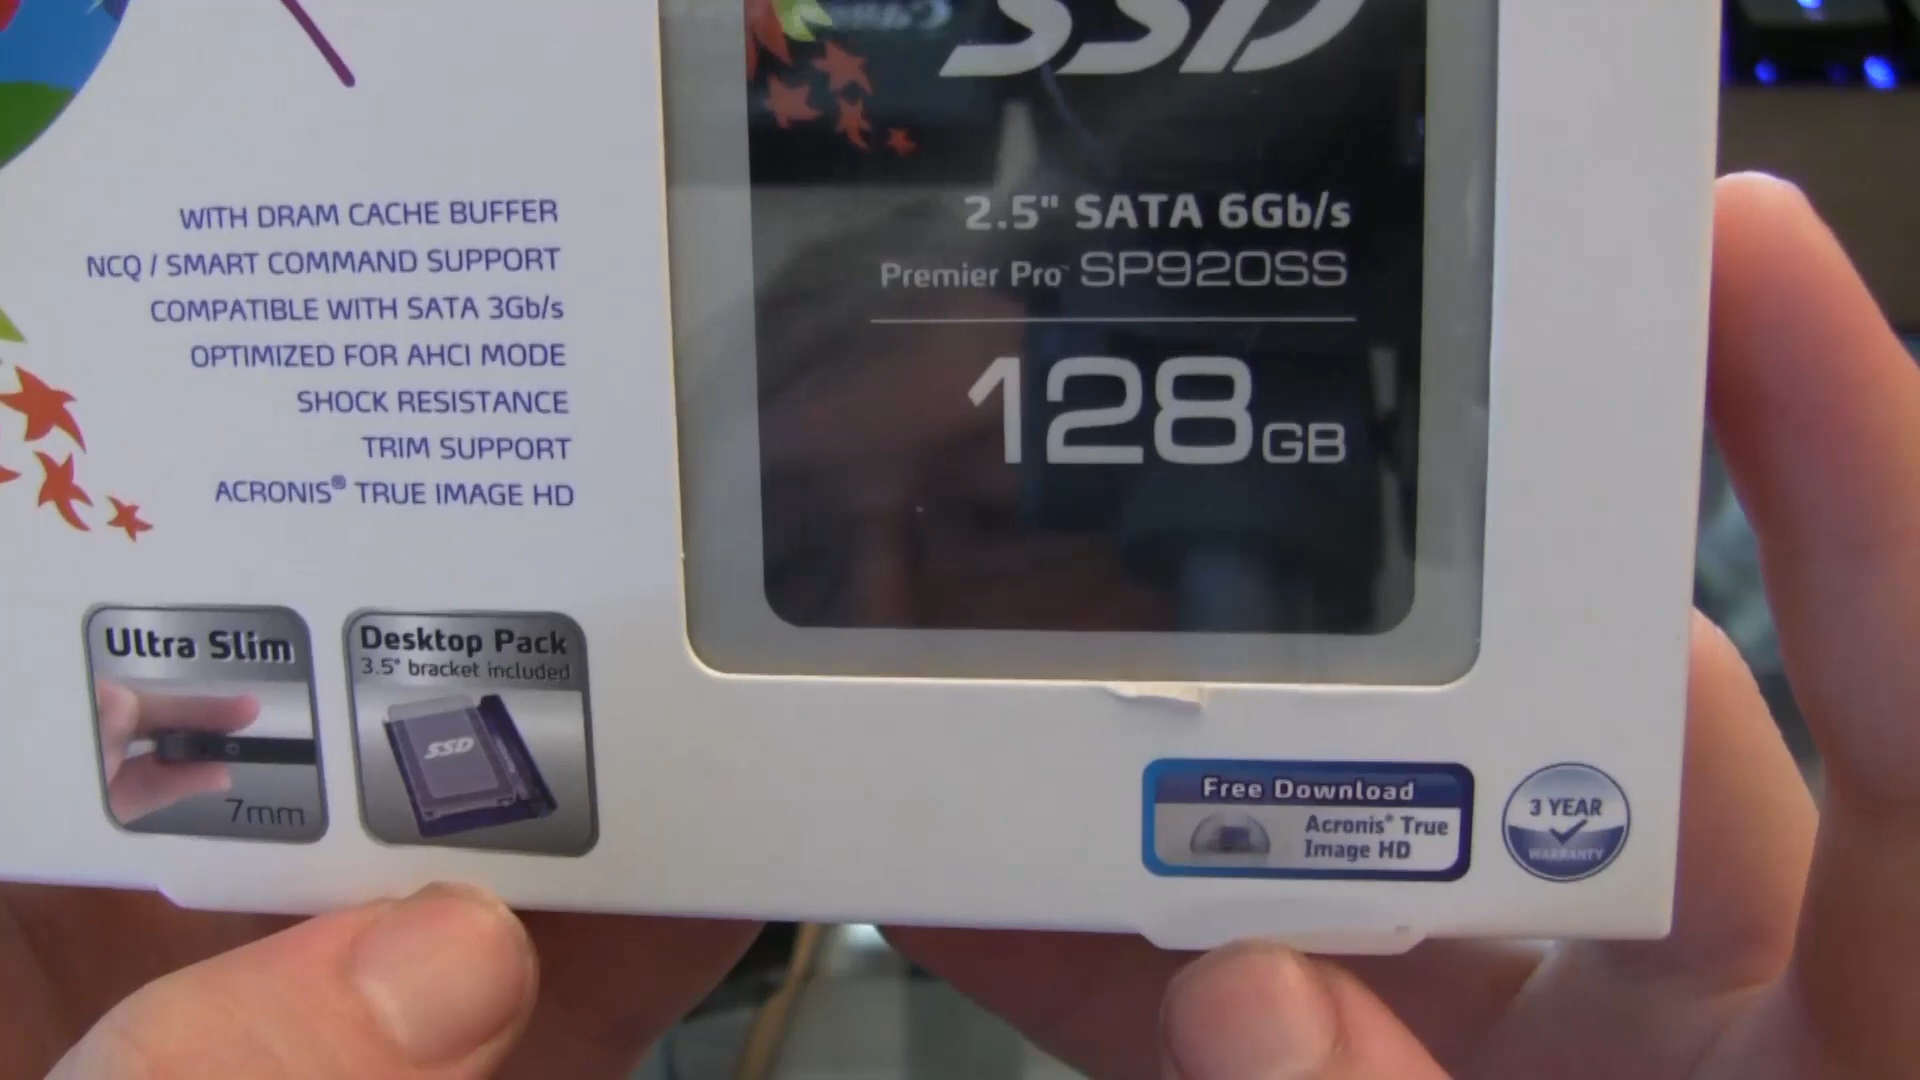 SSD
WITH DRAM CACHE BUFFER
NCQ / SMART COMMAND SUPPORT
COMPATIBLE WITH SATA 3Gb/s
OPTIMIZED FOR AHCI MODE
SHOCK RESISTANCE
TRIM SUPPORT
ACRONIS® TRUE IMAGE HD
2.5" SATA 6Gb/s
Premier Pro™ SP920SS
128GB
Ultra Slim
7mm
Desktop Pack
3.5" bracket included
SSD
Free Download
Acronis® True
Image HD
3 YEAR
WARRANTY